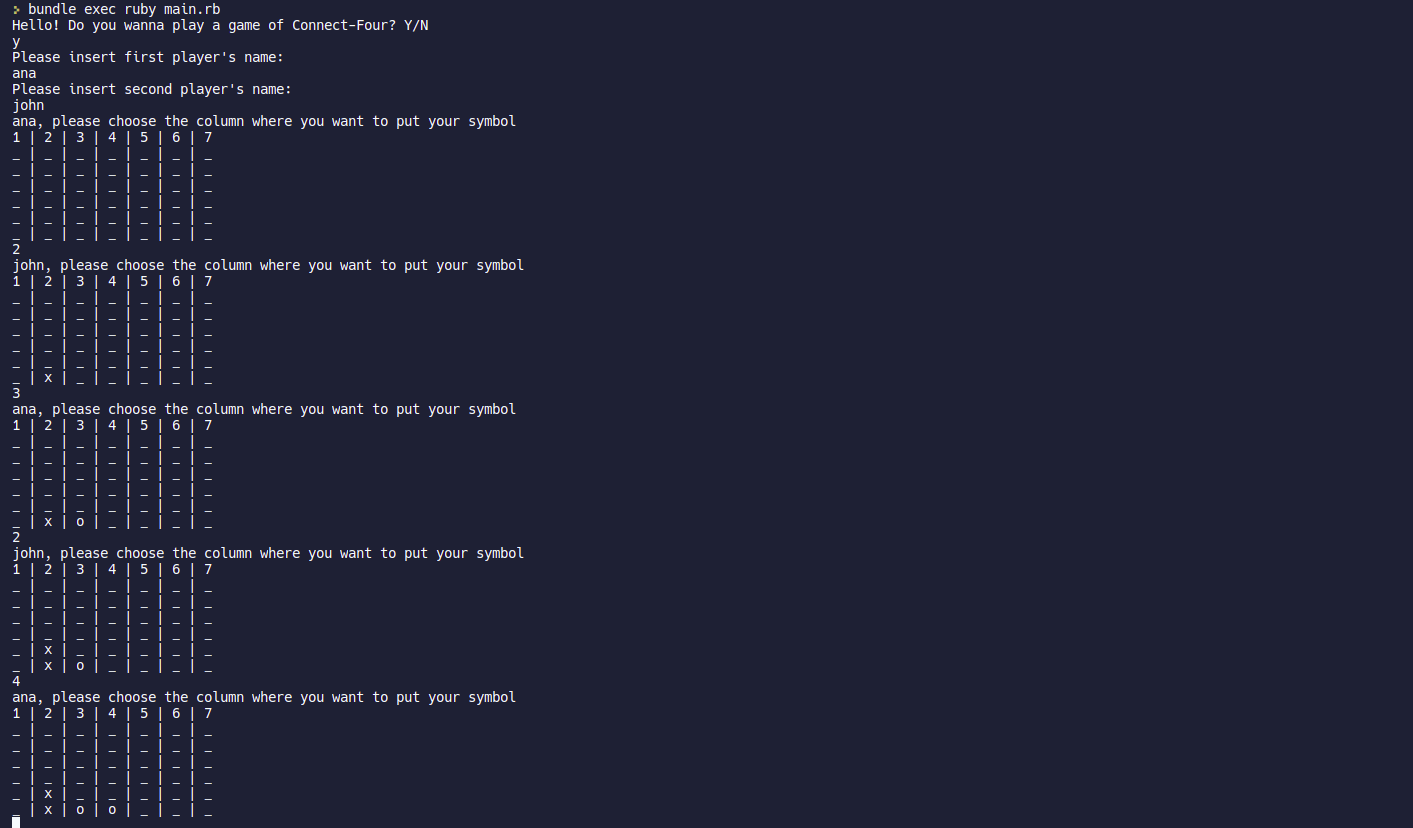 > bundle exec ruby main.rb
Hello! Do you wanna play a game of Connect-Four? Y/N
y
Please insert first player's name:
ana
Please insert second player's name:
john
ana, please choose the column where you want to put your symbol
1 | 2 | 3 | 4 | 5 | 6 | 7
_ | _ | _ | _ | _ | _ | _
_ | _ | _ | _ | _ | _ | _
_ | _ | _ | _ | _ | _ | _
_ | _ | _ | _ | _ | _ | _
_ | _ | _ | _ | _ | _ | _
_ | _ | _ | _ | _ | _ | _
2
john, please choose the column where you want to put your symbol
1 | 2 | 3 | 4 | 5 | 6 | 7
_ | _ | _ | _ | _ | _ | _
_ | _ | _ | _ | _ | _ | _
_ | _ | _ | _ | _ | _ | _
_ | _ | _ | _ | _ | _ | _
_ | _ | _ | _ | _ | _ | _
_ | x | _ | _ | _ | _ | _
3
ana, please choose the column where you want to put your symbol
1 | 2 | 3 | 4 | 5 | 6 | 7
_ | _ | _ | _ | _ | _ | _
_ | _ | _ | _ | _ | _ | _
_ | _ | _ | _ | _ | _ | _
_ | _ | _ | _ | _ | _ | _
_ | _ | _ | _ | _ | _ | _
_ | x | o | _ | _ | _ | _
2
john, please choose the column where you want to put your symbol
1 | 2 | 3 | 4 | 5 | 6 | 7
_ | _ | _ | _ | _ | _ | _
_ | _ | _ | _ | _ | _ | _
_ | _ | _ | _ | _ | _ | _
_ | _ | _ | _ | _ | _ | _
_ | x | _ | _ | _ | _ | _
_ | x | o | _ | _ | _ | _
4
ana, please choose the column where you want to put your symbol
1 | 2 | 3 | 4 | 5 | 6 | 7
_ | _ | _ | _ | _ | _ | _
_ | _ | _ | _ | _ | _ | _
_ | _ | _ | _ | _ | _ | _
_ | _ | _ | _ | _ | _ | _
_ | x | _ | _ | _ | _ | _
_ | x | o | o | _ | _ | _